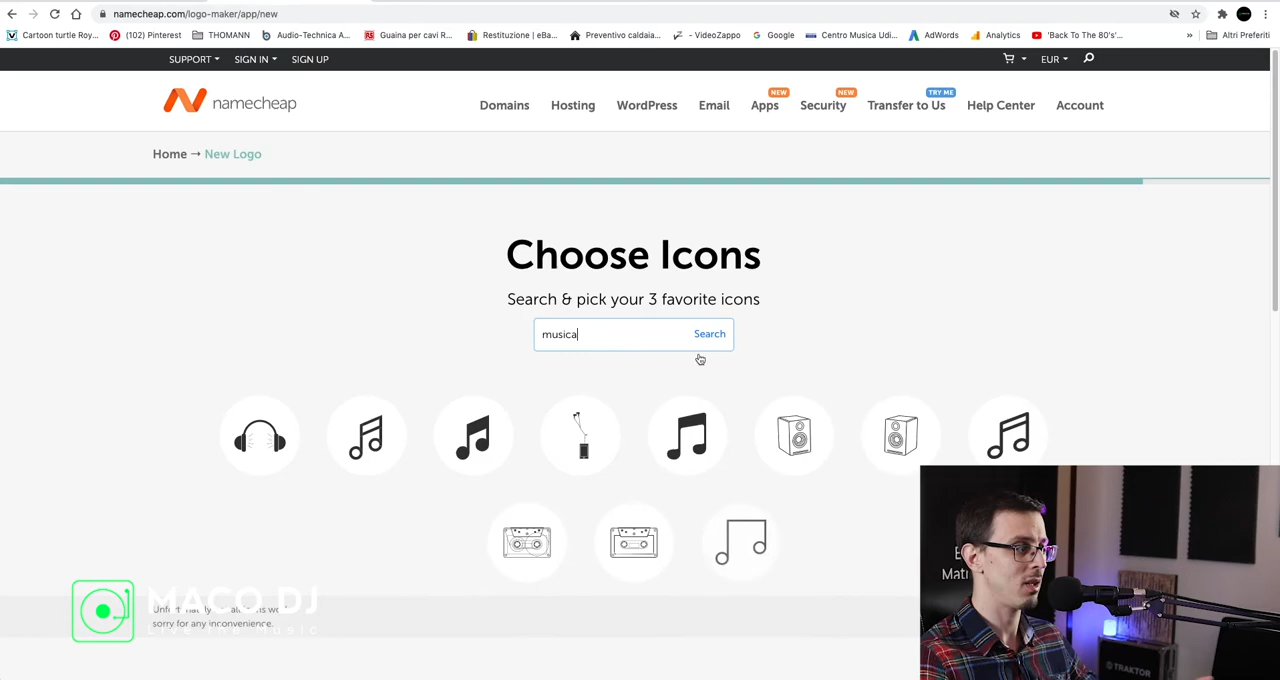 namecheap.com/logo-maker/app/new
Cartoon turtle Roy... (102) Pinterest THOMANN Audio-Technica A... Guaina per cavi R... Restituzione | eBa... Preventivo caldaia... - VideoZappo Google Centro Musica Udi... AdWords Analytics 'Back To The 80's'... » Altri Preferiti
SUPPORT SIGN IN SIGN UP EUR
NEW NEW TRY ME
namecheap Domains Hosting WordPress Email Apps Security Transfer to Us Help Center Account
Home → New Logo
Choose Icons
Search & pick your 3 favorite icons
musica Search
MACO DJ
Live the music
sorry for any inconvenience.
TRAKTOR